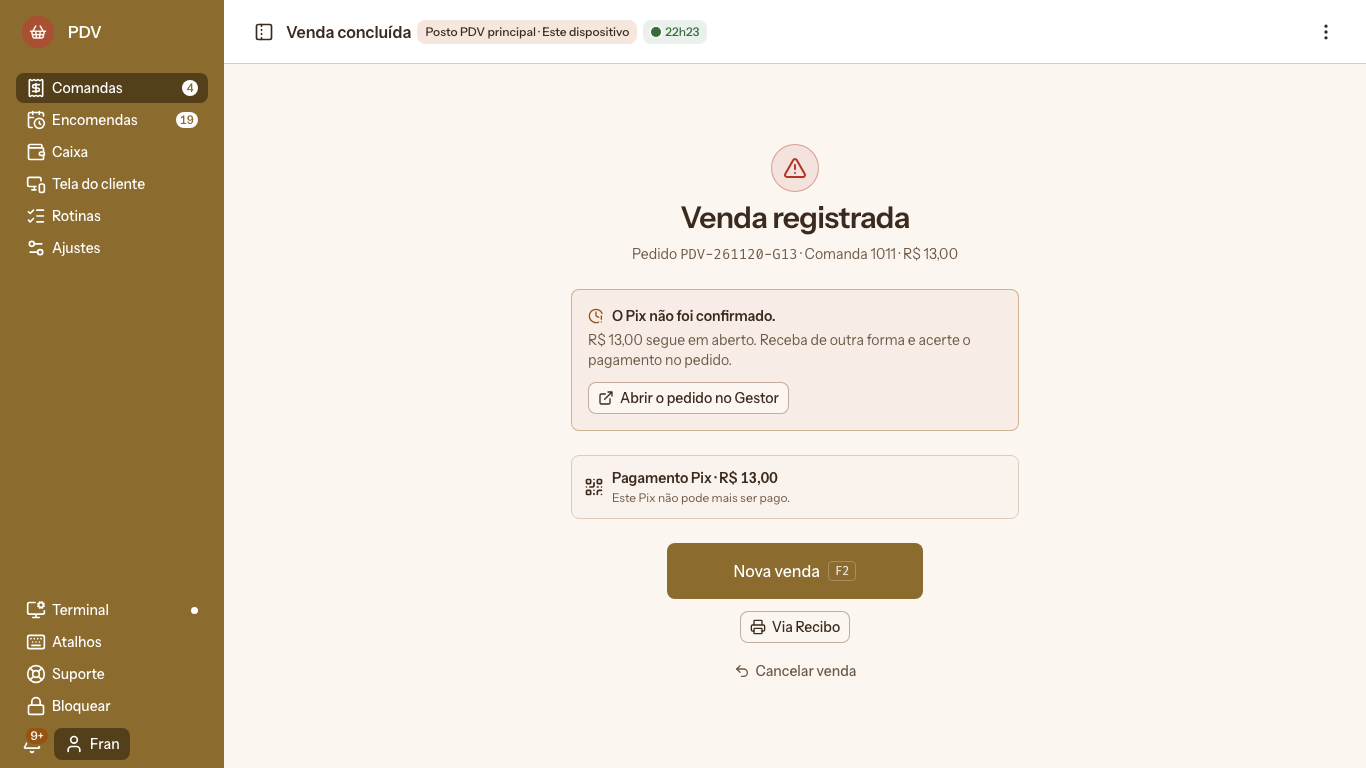 PDV
Comandas 4
Encomendas 19
Caixa
Tela do cliente
Rotinas
Ajustes
Terminal
Atalhos
Suporte
Bloquear
9+
Fran
Venda concluída
Posto PDV principal · Este dispositivo
22h23
Venda registrada
Pedido PDV-261120-G13 · Comanda 1011 · R$ 13,00
O Pix não foi confirmado.
R$ 13,00 segue em aberto. Receba de outra forma e acerte o
pagamento no pedido.
Abrir o pedido no Gestor
Pagamento Pix · R$ 13,00
Este Pix não pode mais ser pago.
Nova venda F2
Via Recibo
Cancelar venda